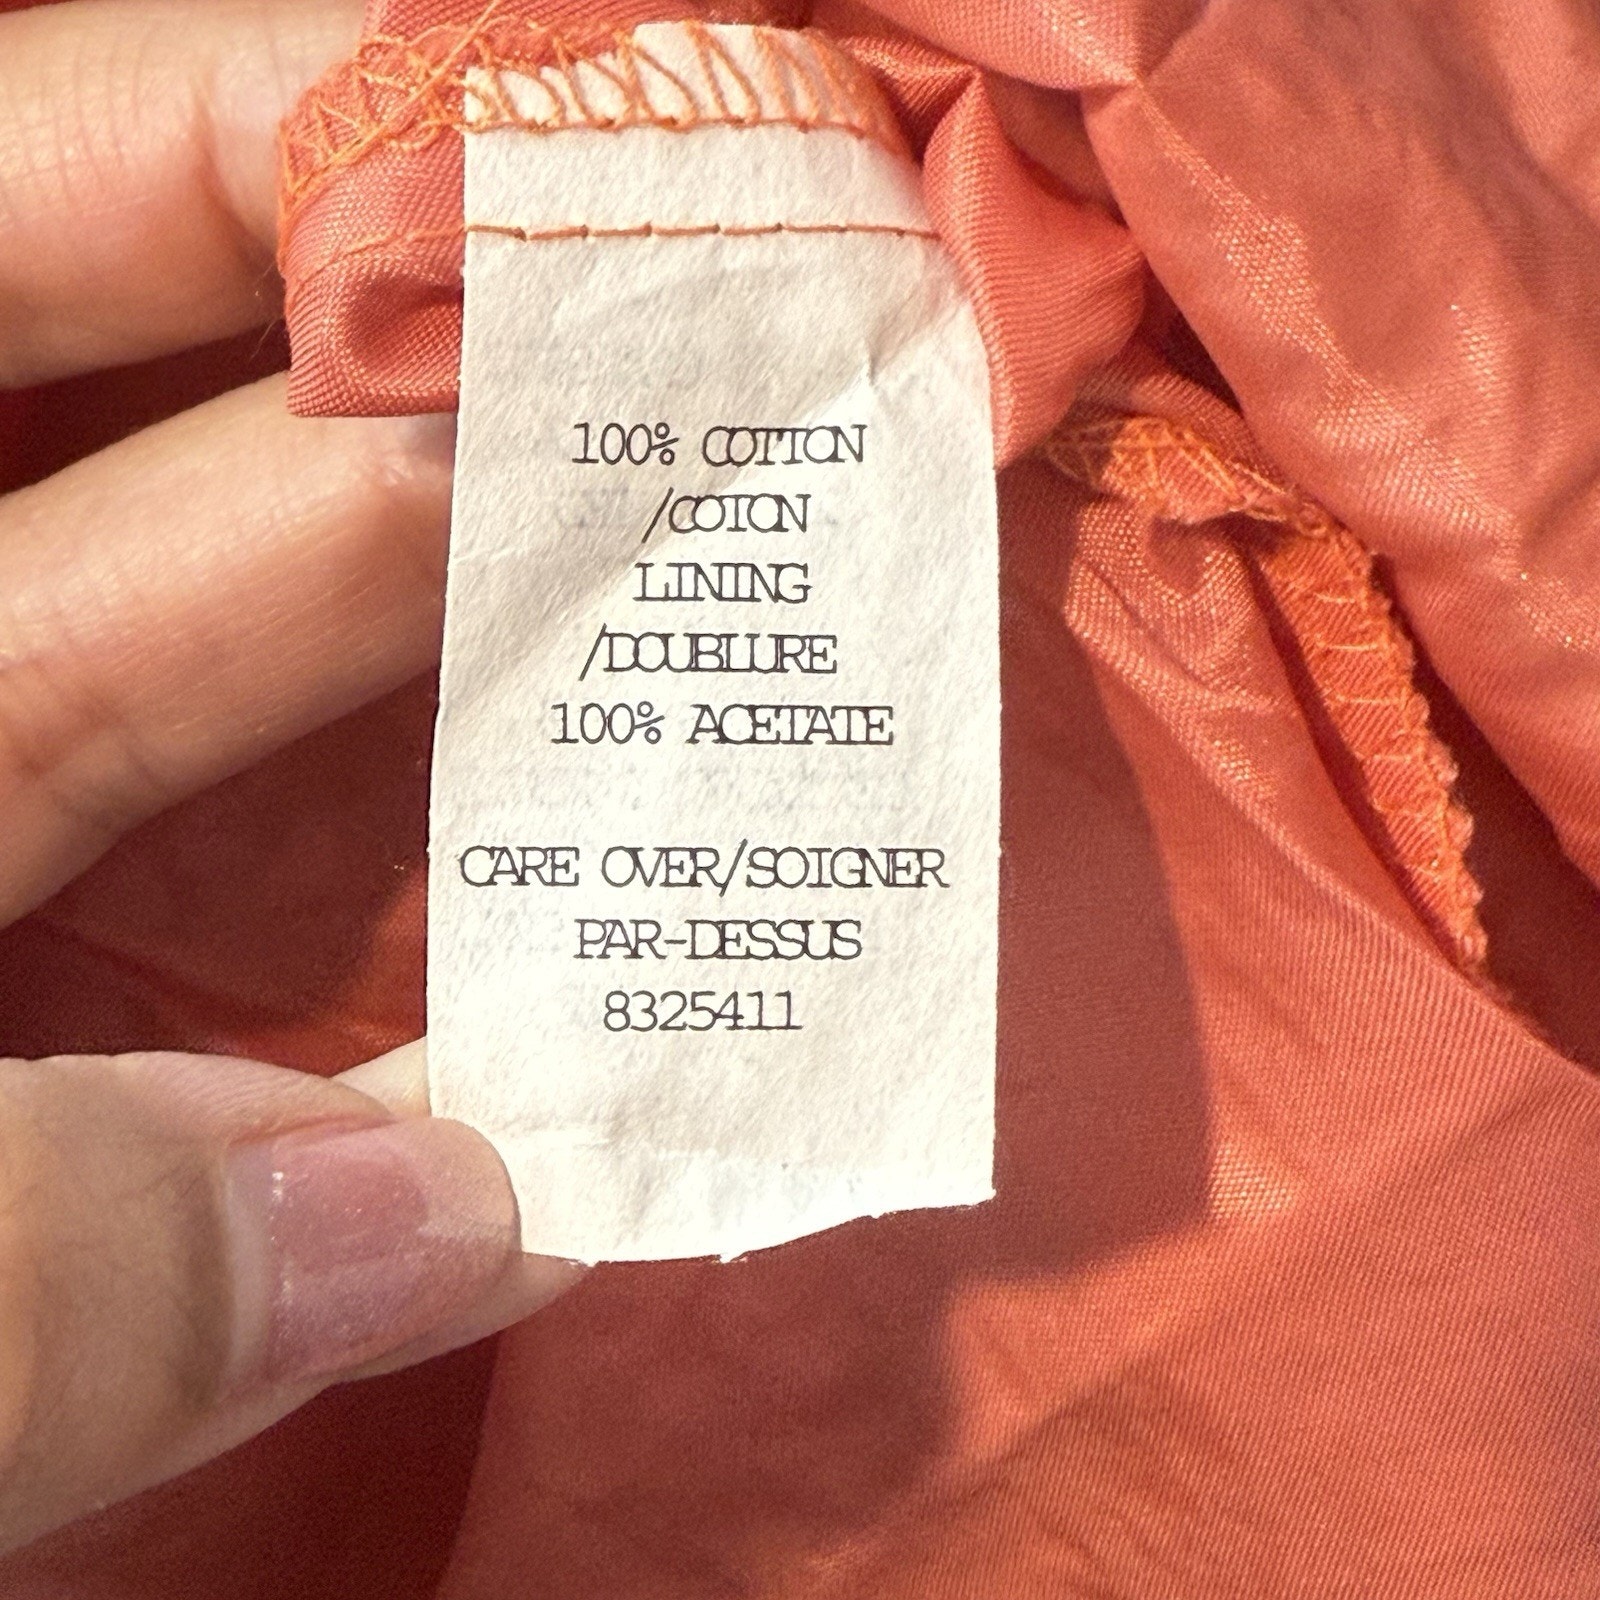 100% COTTON
/COTON
LINING
/DOUBLURE
100% ACETATE
CARE OVER/SOIGNER
PAR-DESSUS
8325411